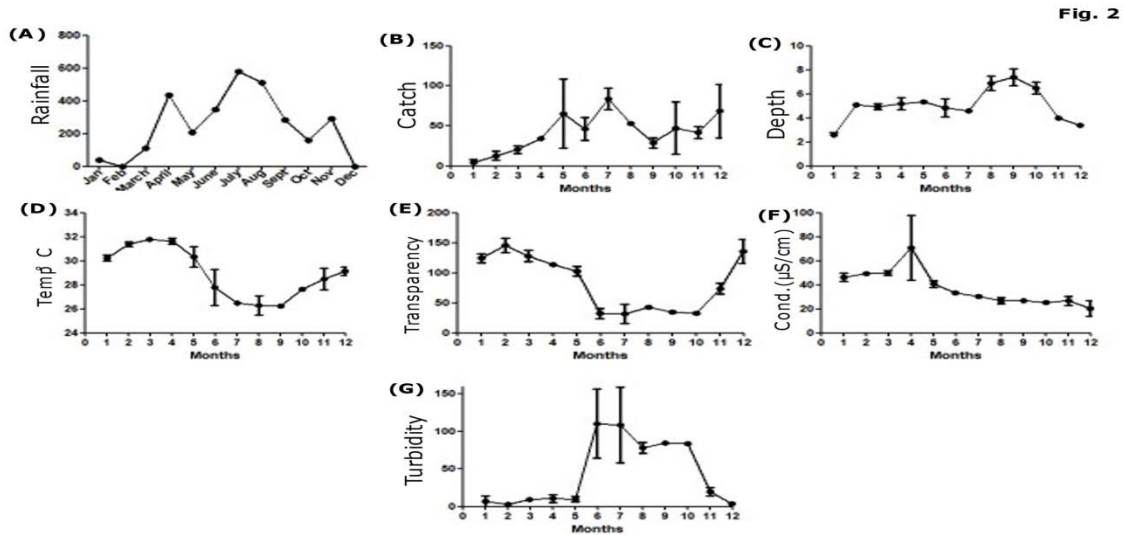 Fig. 2
(A)
Rainfall
800
600
400
200
0
Jan
Feb
March
April
May
June
July
Aug
Sept
Oct
Nov
Dec
(B)
Catch
150
100
50
0
0 1 2 3 4 5 6 7 8 9 10 11 12
Months
(C)
Depth
10
8
6
4
2
0
0 1 2 3 4 5 6 7 8 9 10 11 12
Months
(D)
Temp° C
34
32
30
28
26
24
0 1 2 3 4 5 6 7 8 9 10 11 12
Months
(E)
Transparency
200
150
100
50
0
0 1 2 3 4 5 6 7 8 9 10 11 12
Months
(F)
Cond.(µS/cm)
100
80
60
40
20
0
0 1 2 3 4 5 6 7 8 9 10 11 12
Months
(G)
Turbidity
150
100
50
0
0 1 2 3 4 5 6 7 8 9 10 11 12
Months